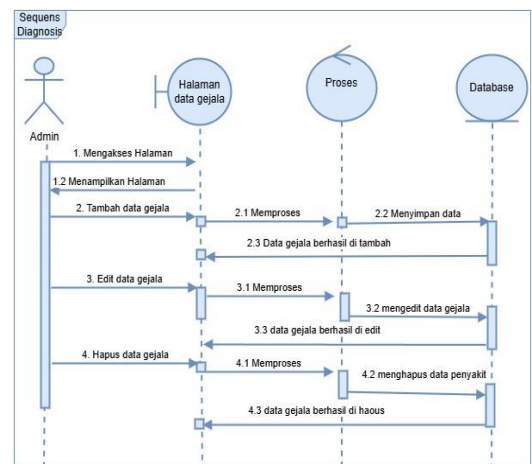 Sequens
Diagnosis
Halaman
data gejala
Proses
Database
Admin
1. Mengakses Halaman
1.2 Menampilkan Halaman
2. Tambah data gejala
2.1 Memproses
2.2 Menyimpan data
2.3 Data gejala berhasil di tambah
3. Edit data gejala
3.1 Memproses
3.2 mengedit data gejala
3.3 data gejala berhasil di edit
4. Hapus data gejala
4.1 Memproses
4.2 menghapus data penyakit
4.3 data gejala berhasil di haous